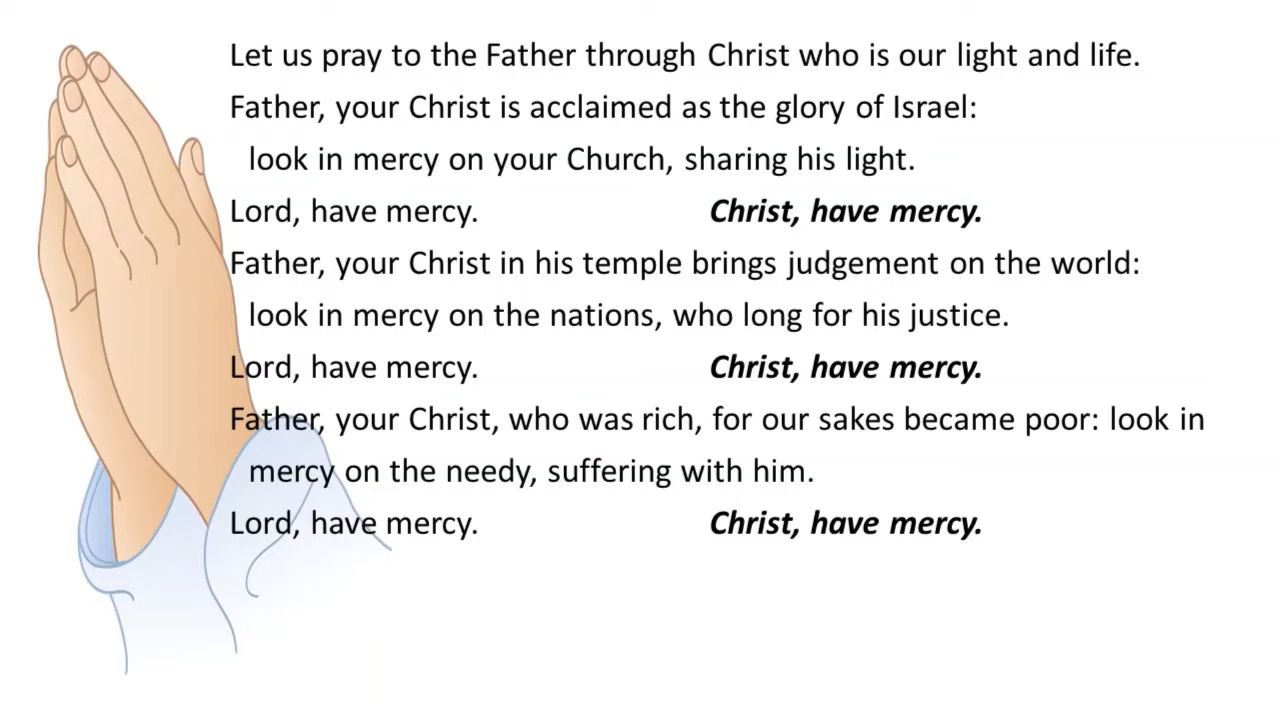 Let us pray to the Father through Christ who is our light and life.
Father, your Christ is acclaimed as the glory of Israel:
look in mercy on your Church, sharing his light.
Lord, have mercy. Christ, have mercy.
Father, your Christ in his temple brings judgement on the world:
look in mercy on the nations, who long for his justice.
Lord, have mercy. Christ, have mercy.
Father, your Christ, who was rich, for our sakes became poor: look in
mercy on the needy, suffering with him.
Lord, have mercy. Christ, have mercy.